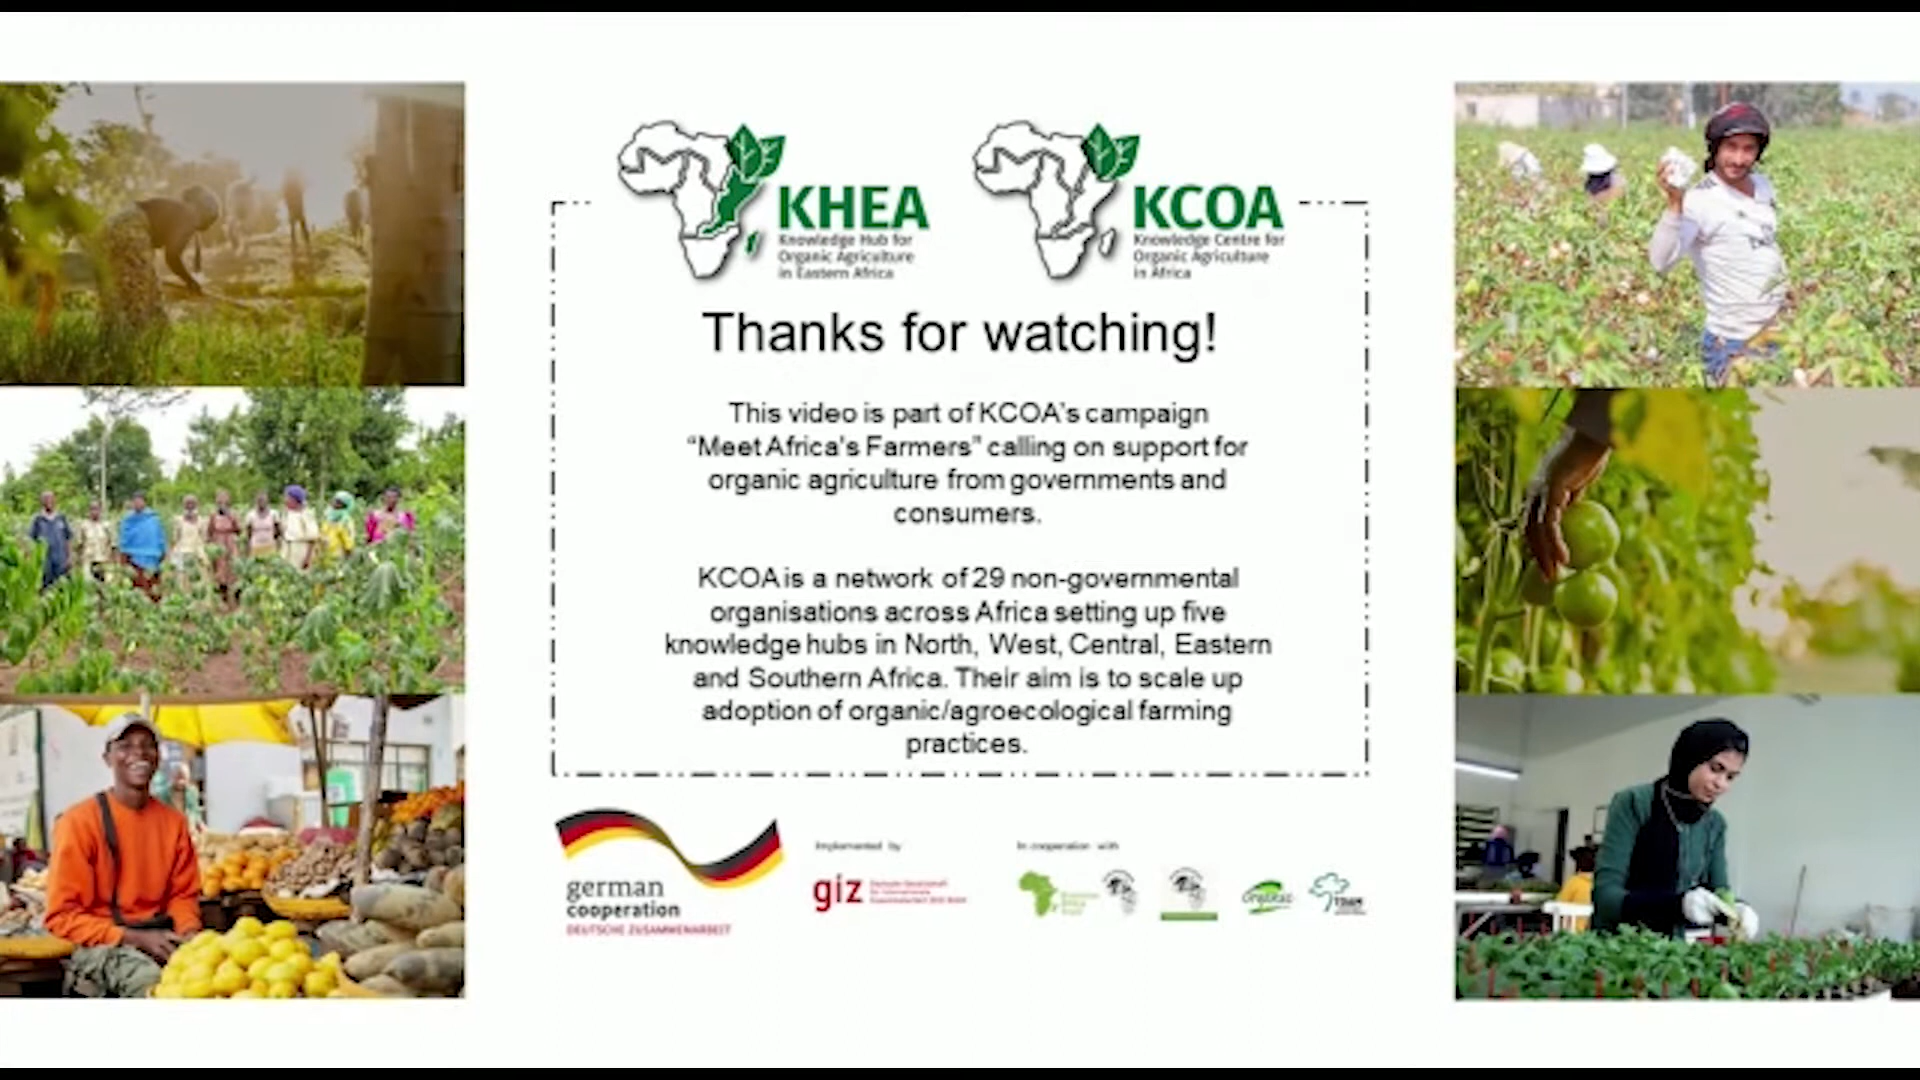 KHEA
Knowledge Hub for
Organic Agriculture
in Eastern Africa
KCOA
Knowledge Centre for
Organic Agriculture
in Africa
Thanks for watching!
This video is part of KCOA's campaign
“Meet Africa's Farmers” calling on support for
organic agriculture from governments and
consumers.
KCOA is a network of 29 non-governmental
organisations across Africa setting up five
knowledge hubs in North, West, Central, Eastern
and Southern Africa. Their aim is to scale up
adoption of organic/agroecological farming
practices.
german
cooperation
DEUTSCHE ZUSAMMENARBEIT
Implemented by
giz
In cooperation with